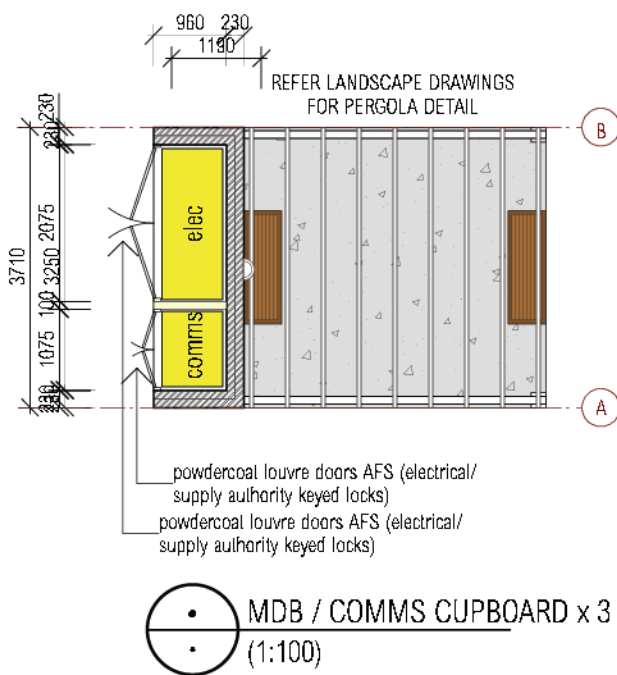 960 230
1190
REFER LANDSCAPE DRAWINGS
FOR PERGOLA DETAIL
B
230
230
2075
3250
3710
100
1075
elec
comms
A
powdercoat louvre doors AFS (electrical/
supply authority keyed locks)
powdercoat louvre doors AFS (electrical/
supply authority keyed locks)
MDB / COMMS CUPBOARD x 3
(1:100)